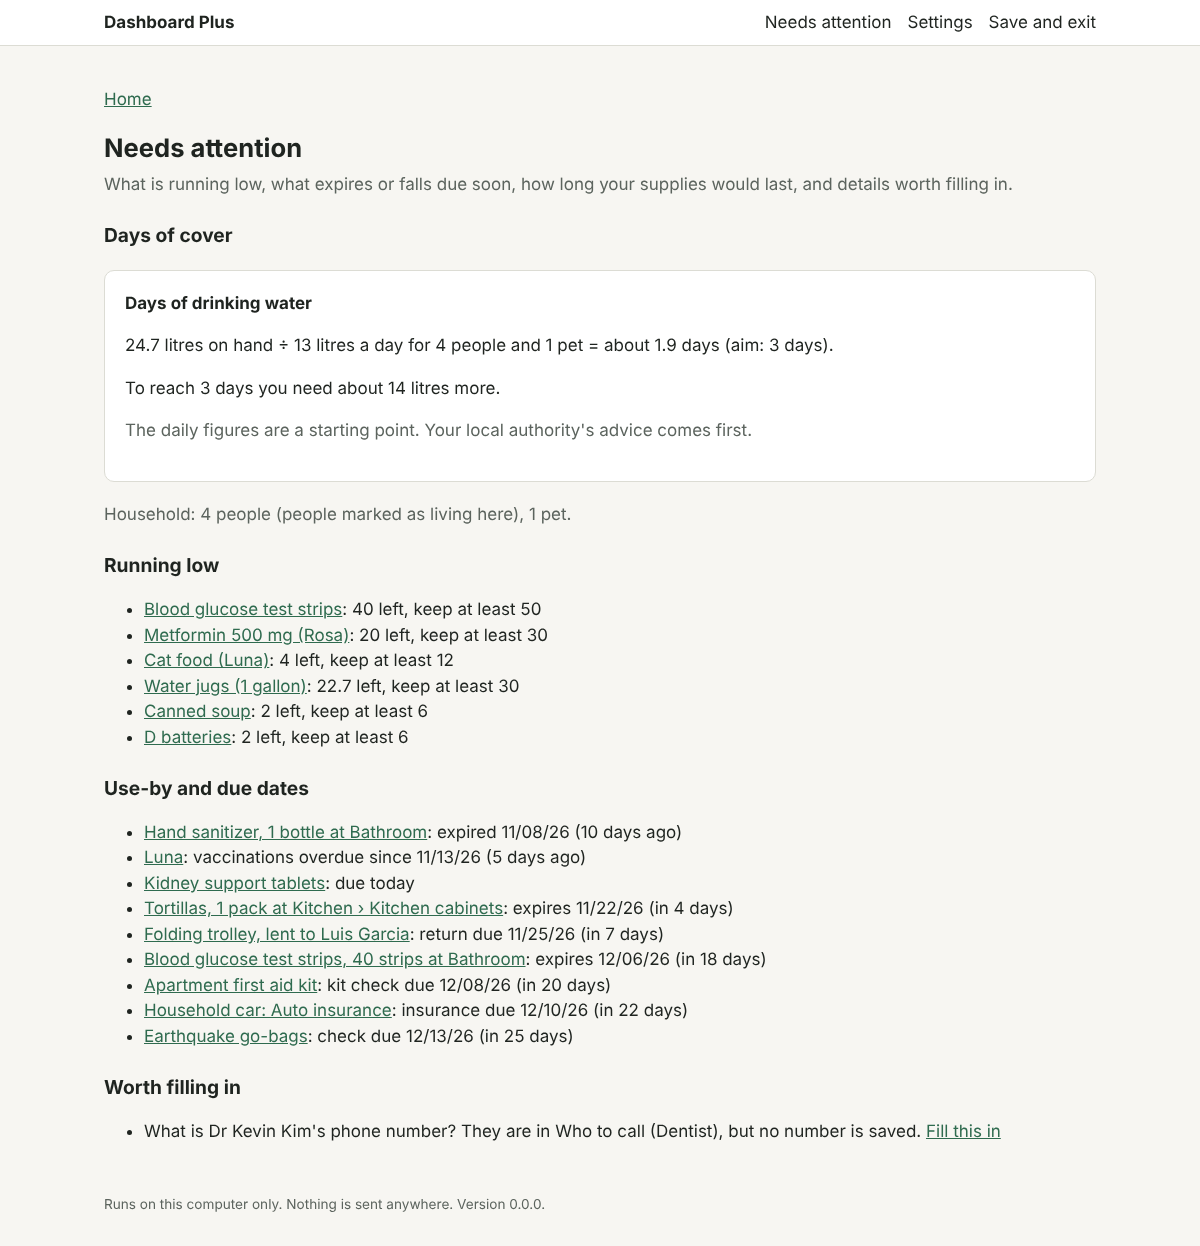 Dashboard Plus
Needs attention Settings Save and exit
Home
Needs attention
What is running low, what expires or falls due soon, how long your supplies would last, and details worth filling in.
Days of cover
Days of drinking water
24.7 litres on hand ÷ 13 litres a day for 4 people and 1 pet = about 1.9 days (aim: 3 days).
To reach 3 days you need about 14 litres more.
The daily figures are a starting point. Your local authority's advice comes first.
Household: 4 people (people marked as living here), 1 pet.
Running low
Blood glucose test strips: 40 left, keep at least 50
Metformin 500 mg (Rosa): 20 left, keep at least 30
Cat food (Luna): 4 left, keep at least 12
Water jugs (1 gallon): 22.7 left, keep at least 30
Canned soup: 2 left, keep at least 6
D batteries: 2 left, keep at least 6
Use-by and due dates
Hand sanitizer, 1 bottle at Bathroom: expired 11/08/26 (10 days ago)
Luna: vaccinations overdue since 11/13/26 (5 days ago)
Kidney support tablets: due today
Tortillas, 1 pack at Kitchen › Kitchen cabinets: expires 11/22/26 (in 4 days)
Folding trolley, lent to Luis Garcia: return due 11/25/26 (in 7 days)
Blood glucose test strips, 40 strips at Bathroom: expires 12/06/26 (in 18 days)
Apartment first aid kit: kit check due 12/08/26 (in 20 days)
Household car: Auto insurance: insurance due 12/10/26 (in 22 days)
Earthquake go-bags: check due 12/13/26 (in 25 days)
Worth filling in
What is Dr Kevin Kim's phone number? They are in Who to call (Dentist), but no number is saved. Fill this in
Runs on this computer only. Nothing is sent anywhere. Version 0.0.0.